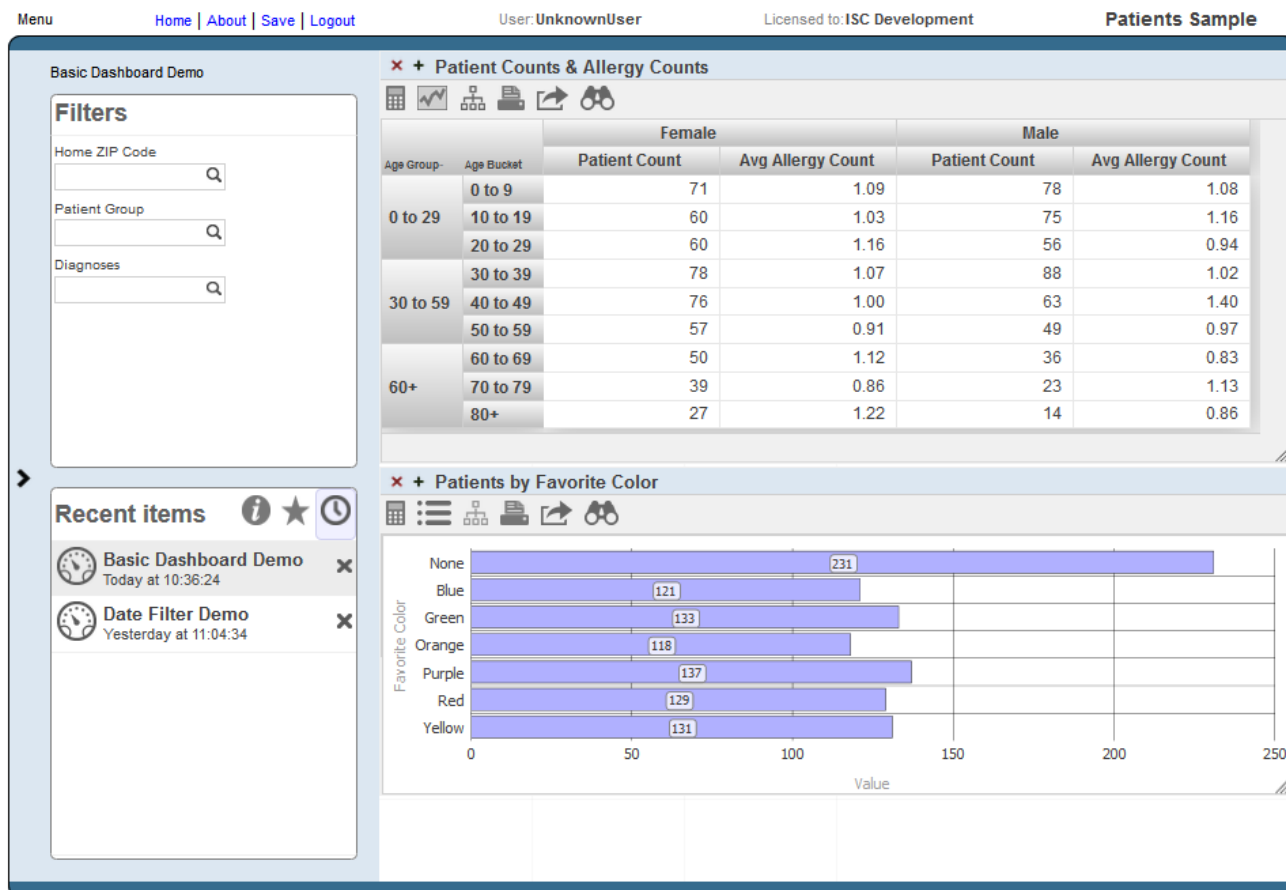 Menu Home | About | Save | Logout User: UnknownUser Licensed to: ISC Development Patients Sample
Basic Dashboard Demo
Filters
Home ZIP Code
Patient Group
Diagnoses
Recent items
Basic Dashboard Demo
Today at 10:36:24
Date Filter Demo
Yesterday at 11:04:34
Patient Counts & Allergy Counts
Female Male
Age Group- Age Bucket Patient Count Avg Allergy Count Patient Count Avg Allergy Count
0 to 29
0 to 9 71 1.09 78 1.08
10 to 19 60 1.03 75 1.16
20 to 29 60 1.16 56 0.94
30 to 59
30 to 39 78 1.07 88 1.02
40 to 49 76 1.00 63 1.40
50 to 59 57 0.91 49 0.97
60+
60 to 69 50 1.12 36 0.83
70 to 79 39 0.86 23 1.13
80+ 27 1.22 14 0.86
Patients by Favorite Color
Favorite Color
None 231
Blue 121
Green 133
Orange 118
Purple 137
Red 129
Yellow 131
0 50 100 150 200 250
Value